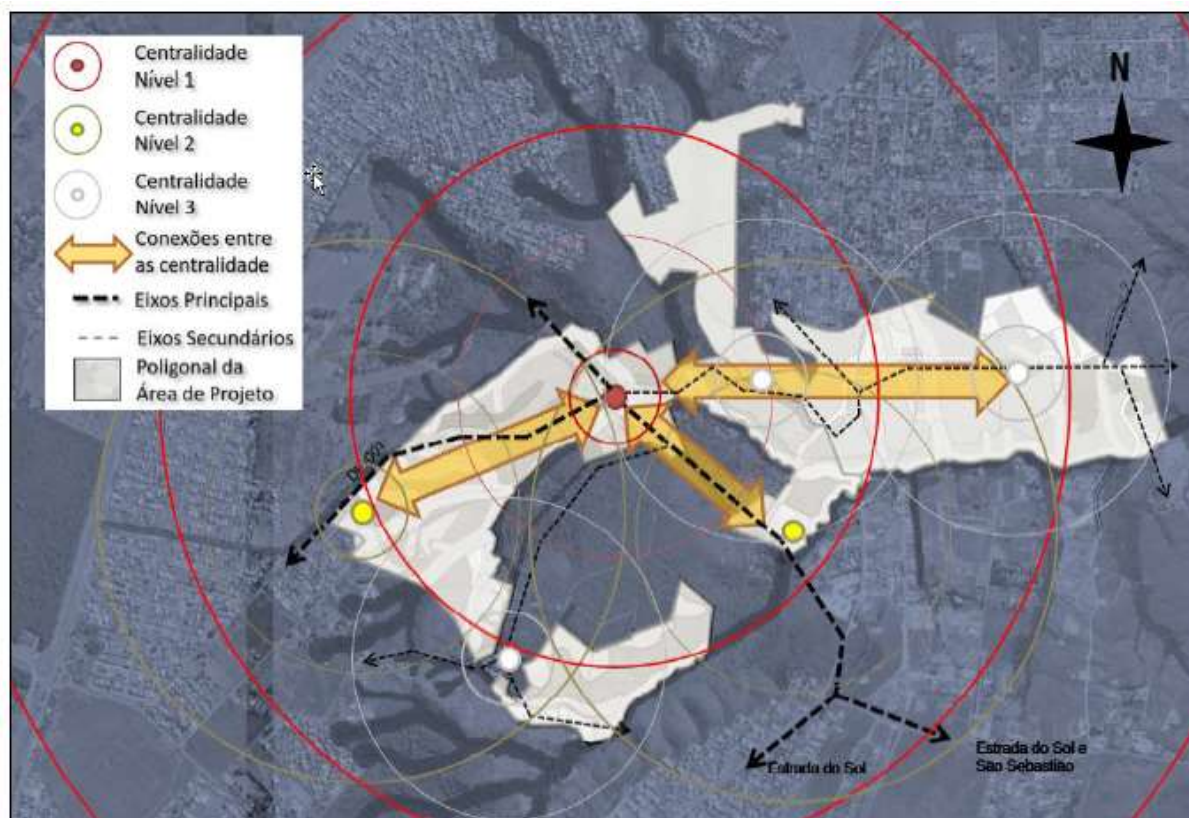 Centralidade
Nível 1
Centralidade
Nível 2
Centralidade
Nível 3
Conexões entre
as centralidade
Eixos Principais
Eixos Secundários
Poligonal da
Área de Projeto
N
Estrada do Sol
Estrada do Sol e
São Sebastião